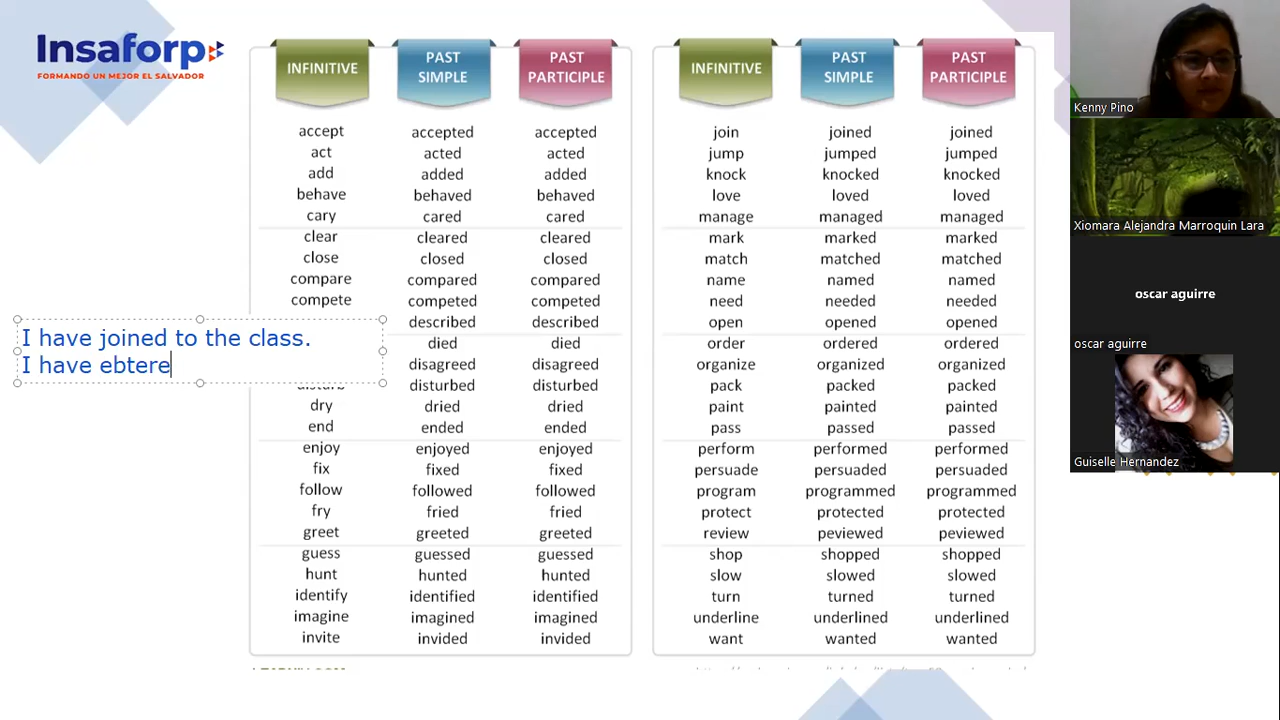 Insaforp
FORMANDO UN MEJOR EL SALVADOR
INFINITIVE PAST SIMPLE PAST PARTICIPLE
accept accepted accepted
act acted acted
add added added
behave behaved behaved
cary cared cared
clear cleared cleared
close closed closed
compare compared compared
compete competed competed
described described
died died
disagreed disagreed
disturbed disturbed
dry dried dried
end ended ended
enjoy enjoyed enjoyed
fix fixed fixed
follow followed followed
fry fried fried
greet greeted greeted
guess guessed guessed
hunt hunted hunted
identify identified identified
imagine imagined imagined
invite invided invided
I have joined to the class.
I have ebtere
INFINITIVE PAST SIMPLE PAST PARTICIPLE
join joined joined
jump jumped jumped
knock knocked knocked
love loved loved
manage managed managed
mark marked marked
match matched matched
name named named
need needed needed
open opened opened
order ordered ordered
organize organized organized
pack packed packed
paint painted painted
pass passed passed
perform performed performed
persuade persuaded persuaded
program programmed programmed
protect protected protected
review peviewed peviewed
shop shopped shopped
slow slowed slowed
turn turned turned
underline underlined underlined
want wanted wanted
Kenny Pino
Xiomara Alejandra Marroquin Lara
oscar aguirre
oscar aguirre
Guiselle Hernandez